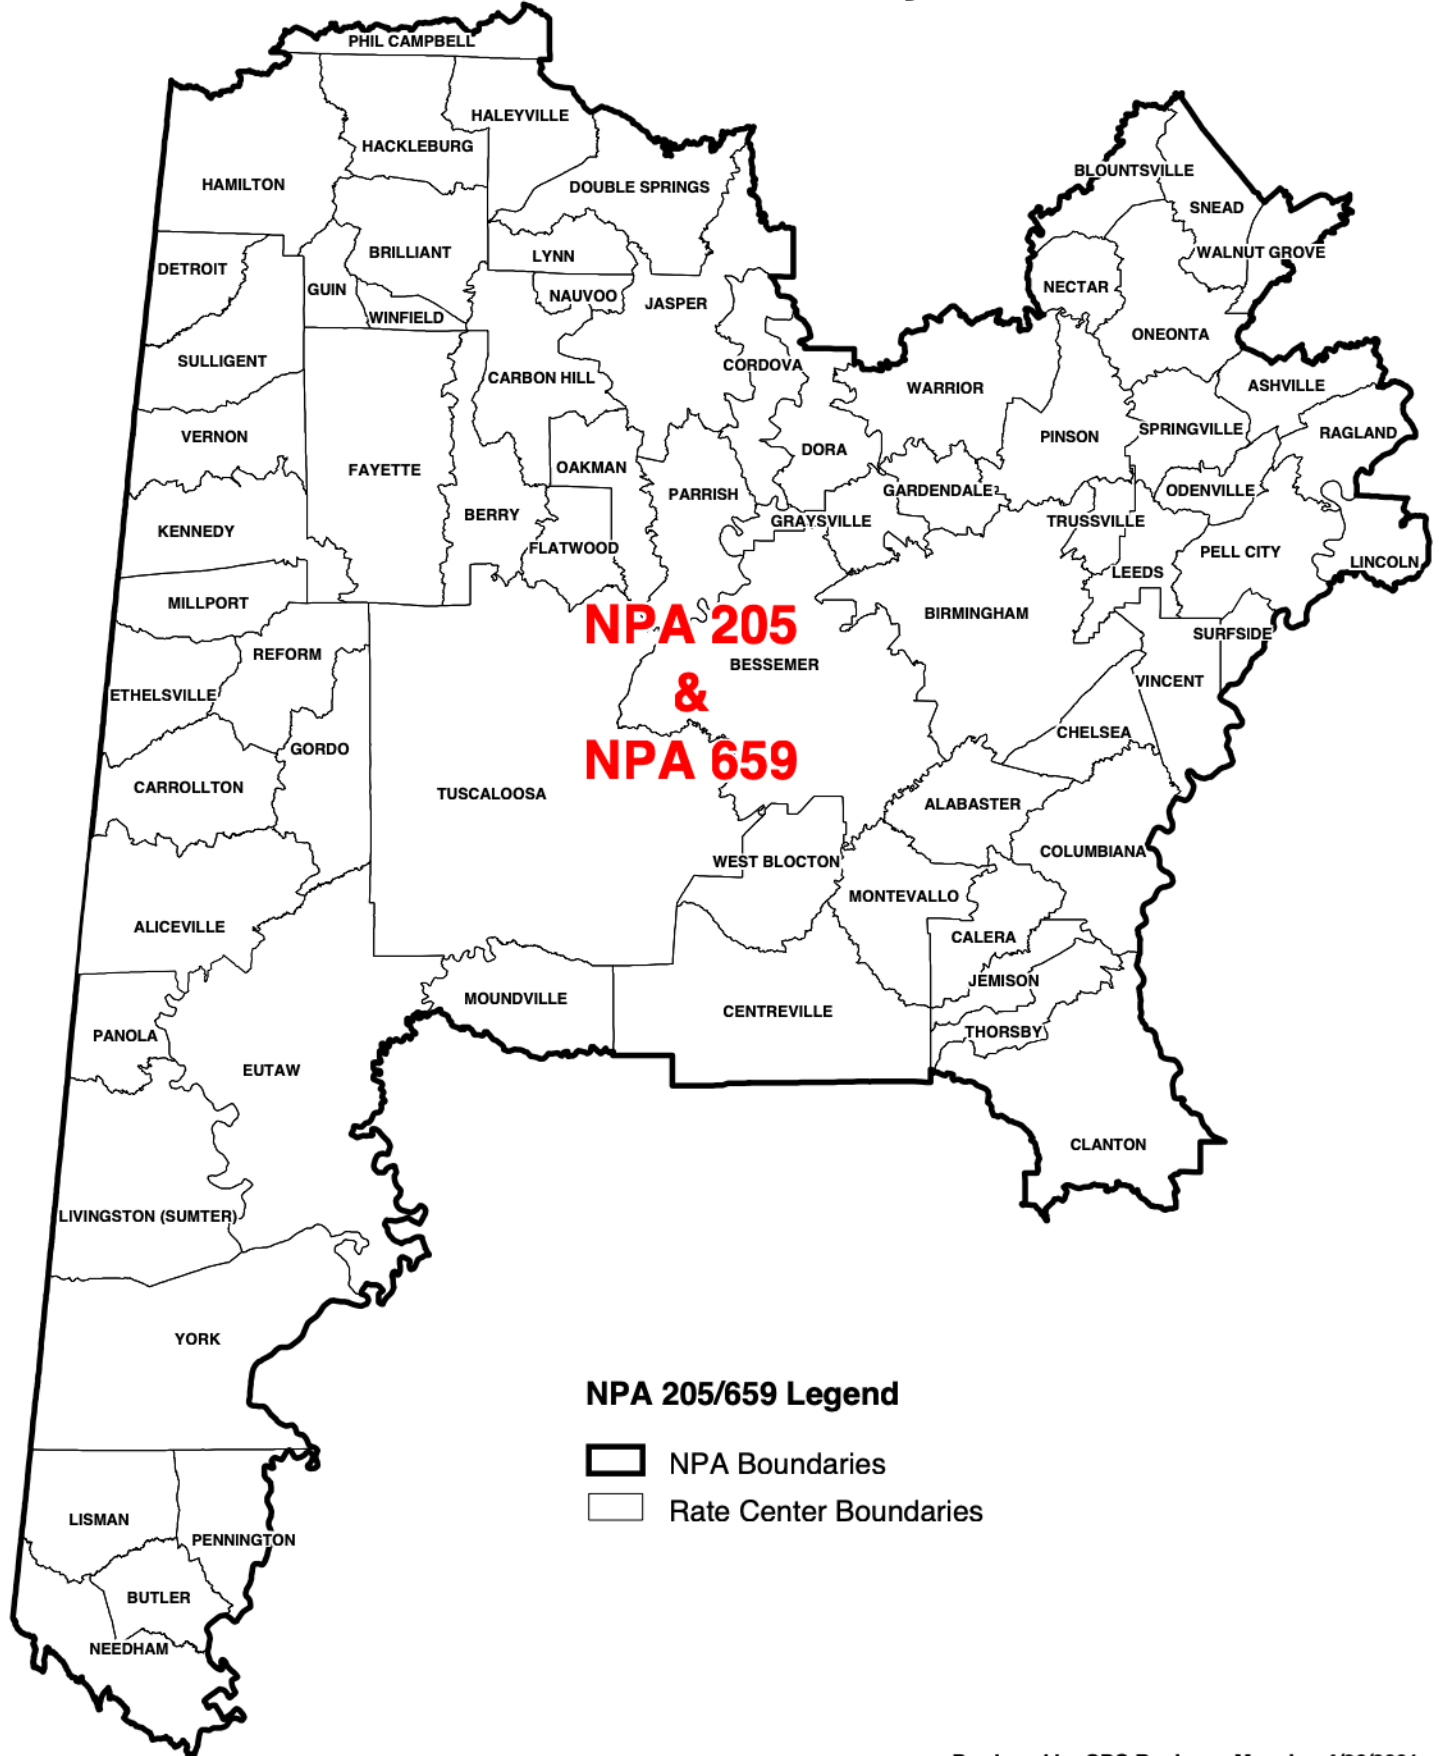 PHIL CAMPBELL
HALEYVILLE
HACKLEBURG
HAMILTON
DOUBLE SPRINGS
BLOUNTSVILLE
SNEAD
WALNUT GROVE
BRILLIANT
LYNN
DETROIT
GUIN
NAUVOO
JASPER
NECTAR
WINFIELD
ONEONTA
SULLIGENT
CARBON HILL
CORDOVA
WARRIOR
ASHVILLE
VERNON
FAYETTE
OAKMAN
DORA
PINSON
SPRINGVILLE
RAGLAND
PARRISH
GARDENDALE
ODENVILLE
KENNEDY
BERRY
FLATWOOD
GRAYSVILLE
TRUSSVILLE
PELL CITY
LINCOLN
LEEDS
MILLPORT
NPA 205
BIRMINGHAM
SURFSIDE
REFORM
BESSEMER
&
ETHELSVILLE
VINCENT
GORDO
CHELSEA
NPA 659
CARROLLTON
TUSCALOOSA
ALABASTER
WEST BLOCTON
COLUMBIANA
MONTEVALLO
ALICEVILLE
CALERA
JEMISON
MOUNDVILLE
CENTREVILLE
THORSBY
PANOLA
EUTAW
CLANTON
LIVINGSTON (SUMTER)
YORK
NPA 205/659 Legend
NPA Boundaries
Rate Center Boundaries
LISMAN
PENNINGTON
BUTLER
NEEDHAM